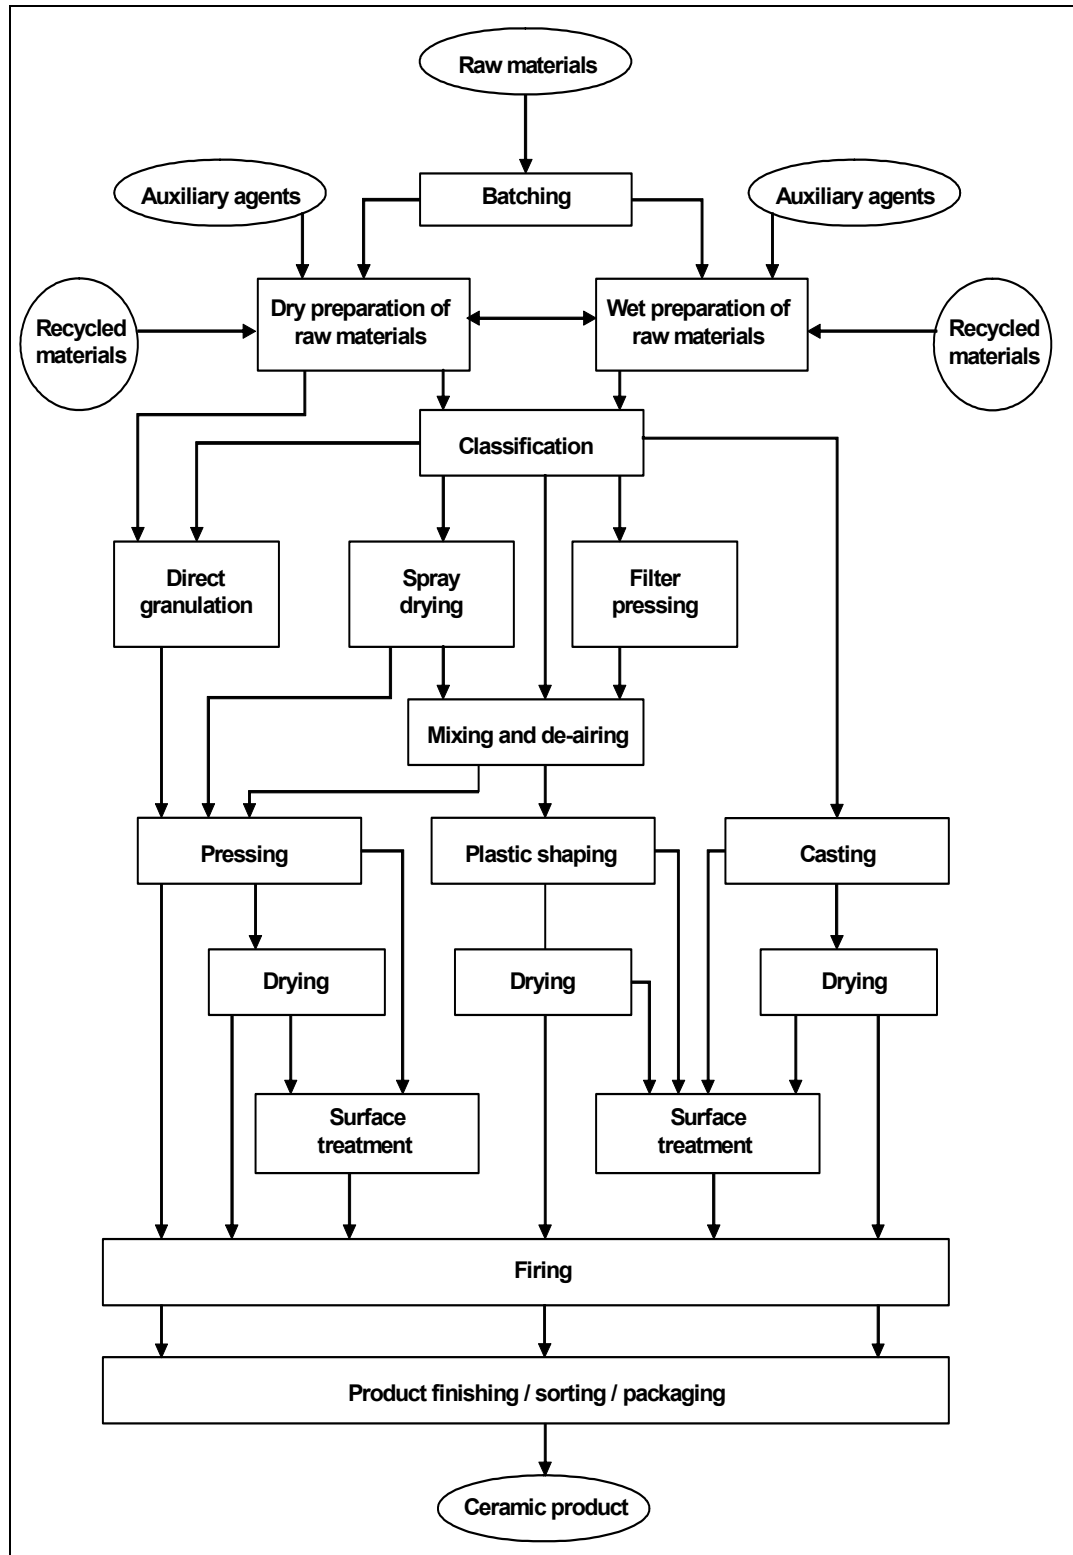 Raw materials
Auxiliary agents
Batching
Auxiliary agents
Recycled
materials
Dry preparation of
raw materials
Wet preparation of
raw materials
Recycled
materials
Classification
Direct
granulation
Spray
drying
Filter
pressing
Mixing and de-airing
Pressing
Plastic shaping
Casting
Drying
Drying
Drying
Surface
treatment
Surface
treatment
Firing
Product finishing / sorting / packaging
Ceramic product